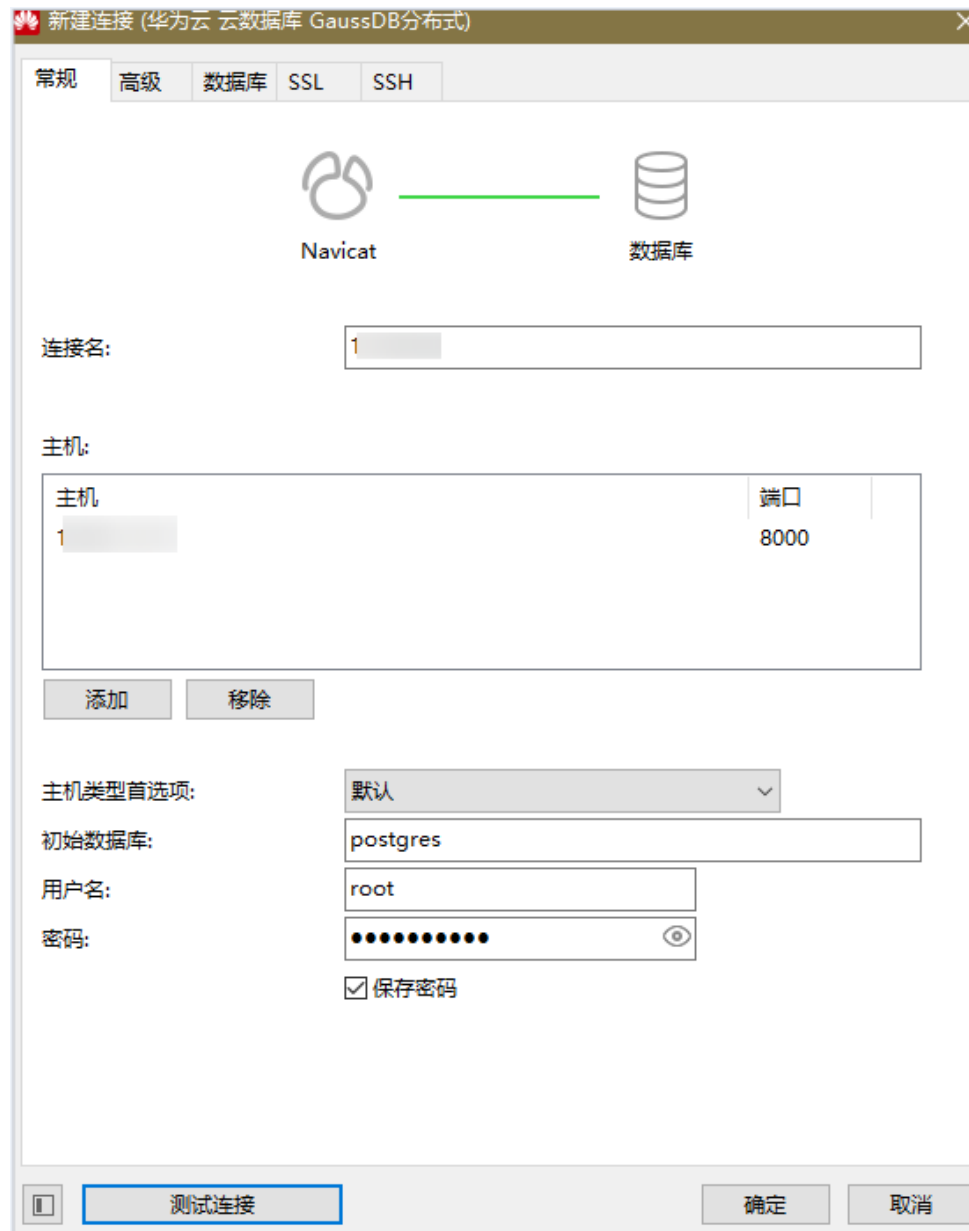 新建连接 (华为云 云数据库 GaussDB分布式)
常规 高级 数据库 SSL SSH
Navicat 数据库
连接名: 1
主机:
主机 端口
1 8000
添加 移除
主机类型首选项: 默认
初始数据库: postgres
用户名: root
密码: ●●●●●●●●●●
保存密码
测试连接 确定 取消